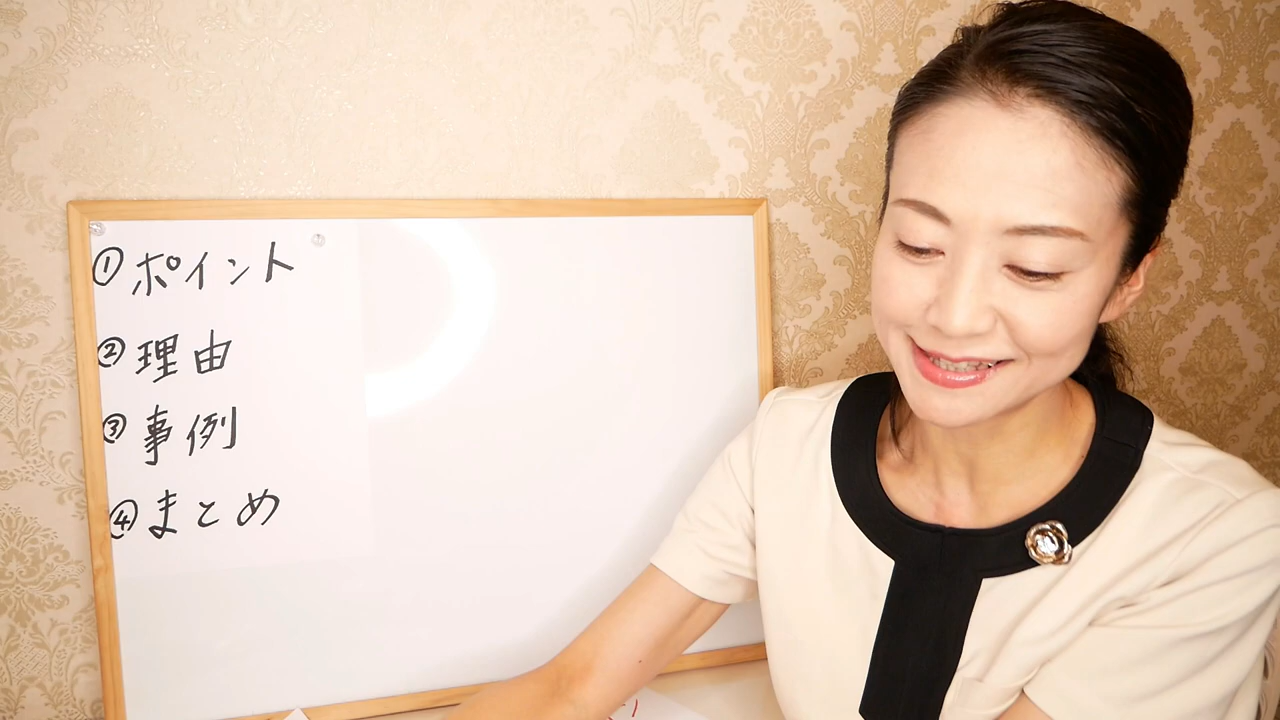 ①ポイント
②理由
③事例
④まとめ